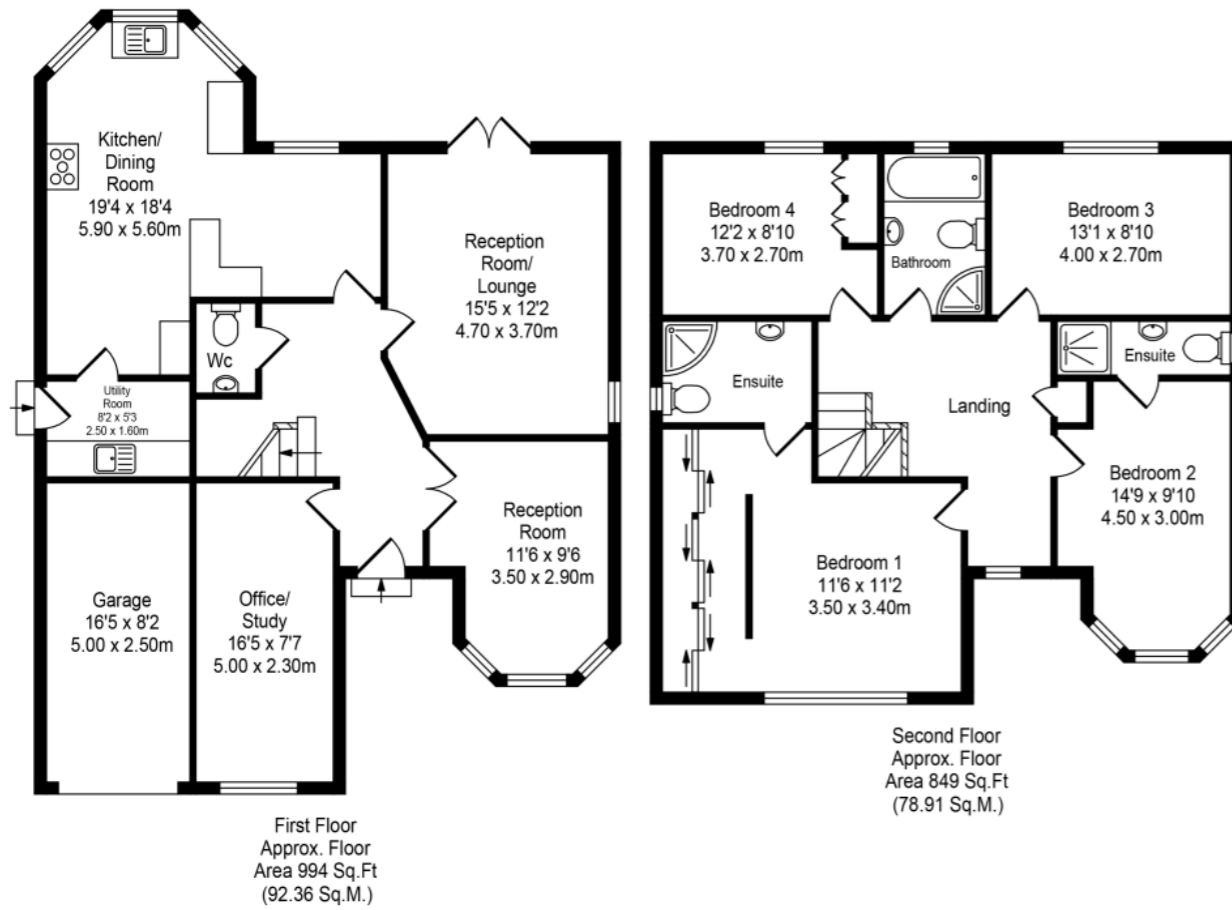 Kitchen/
Dining
Room
19'4 x 18'4
5.90 x 5.60m
Reception
Room/
Lounge
15'5 x 12'2
4.70 x 3.70m
Wc
Utility
Room
8'2 x 5'3
2.50 x 1.60m
Reception
Room
11'6 x 9'6
3.50 x 2.90m
Garage
16'5 x 8'2
5.00 x 2.50m
Office/
Study
16'5 x 7'7
5.00 x 2.30m
First Floor
Approx. Floor
Area 994 Sq.Ft
(92.36 Sq.M.)
Bedroom 4
12'2 x 8'10
3.70 x 2.70m
Bathroom
Bedroom 3
13'1 x 8'10
4.00 x 2.70m
Ensuite
Ensuite
Landing
Bedroom 2
14'9 x 9'10
4.50 x 3.00m
Bedroom 1
11'6 x 11'2
3.50 x 3.40m
Second Floor
Approx. Floor
Area 849 Sq.Ft
(78.91 Sq.M.)